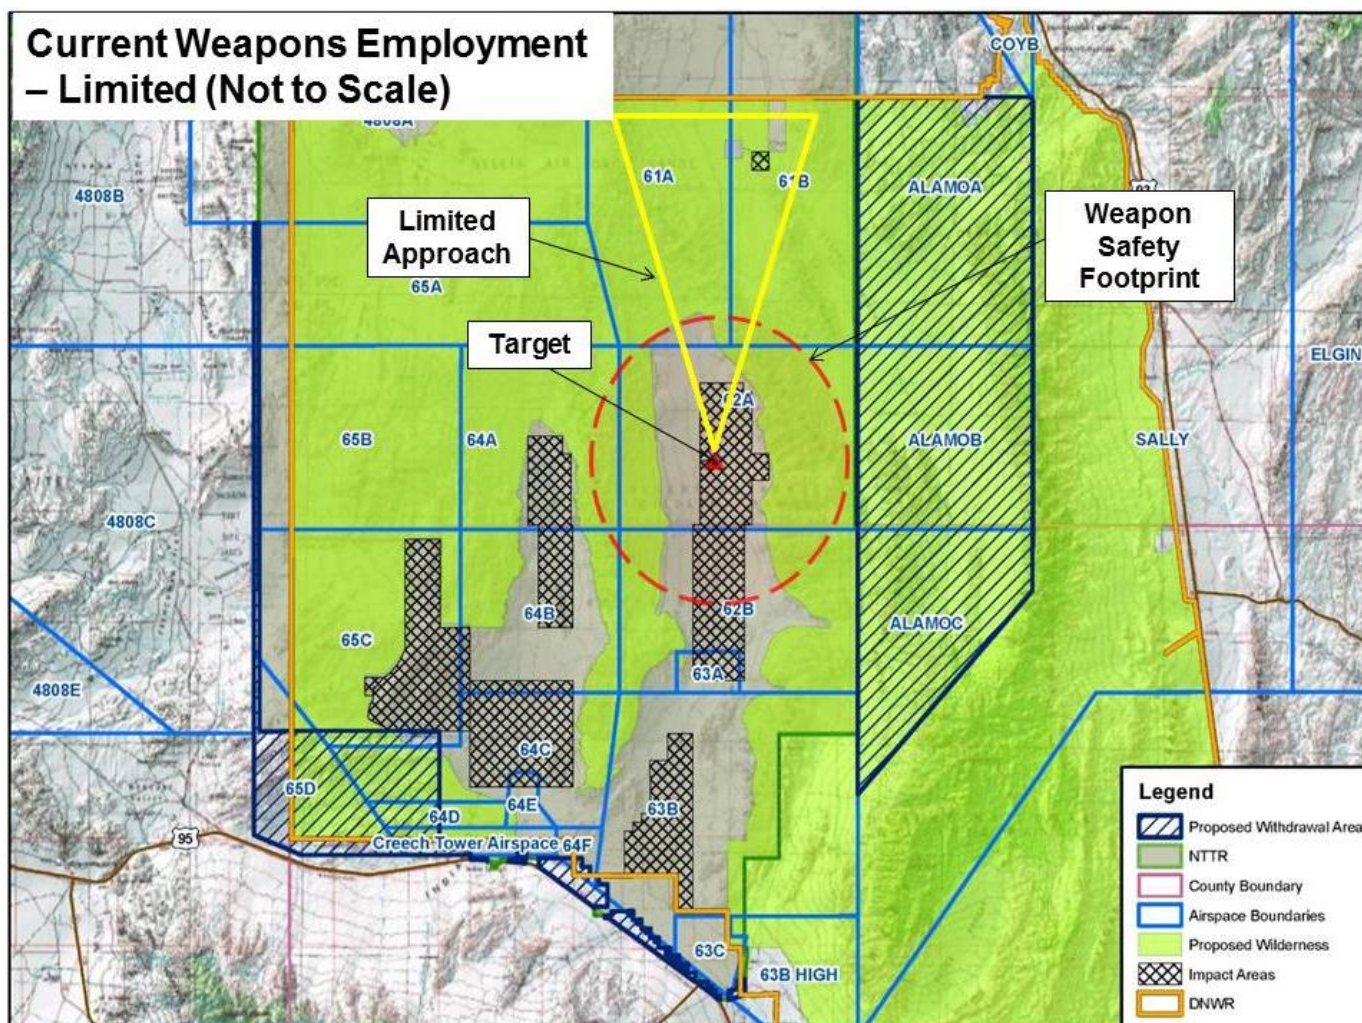 Current Weapons Employment
– Limited (Not to Scale)
COYB
4808A
61A
61B
4808B
ALAMOA
93
Limited
Approach
Weapon
Safety
Footprint
65A
Target
ELGIN
62A
65B
64A
ALAMOB
SALLY
4808C
64B
62B
65C
ALAMOC
63A
4808E
64C
65D
64E
63B
64D
95
Creech Tower Airspace
64F
63C
63B HIGH
Legend
Proposed Withdrawal Area
NTTR
County Boundary
Airspace Boundaries
Proposed Wilderness
Impact Areas
DNWR